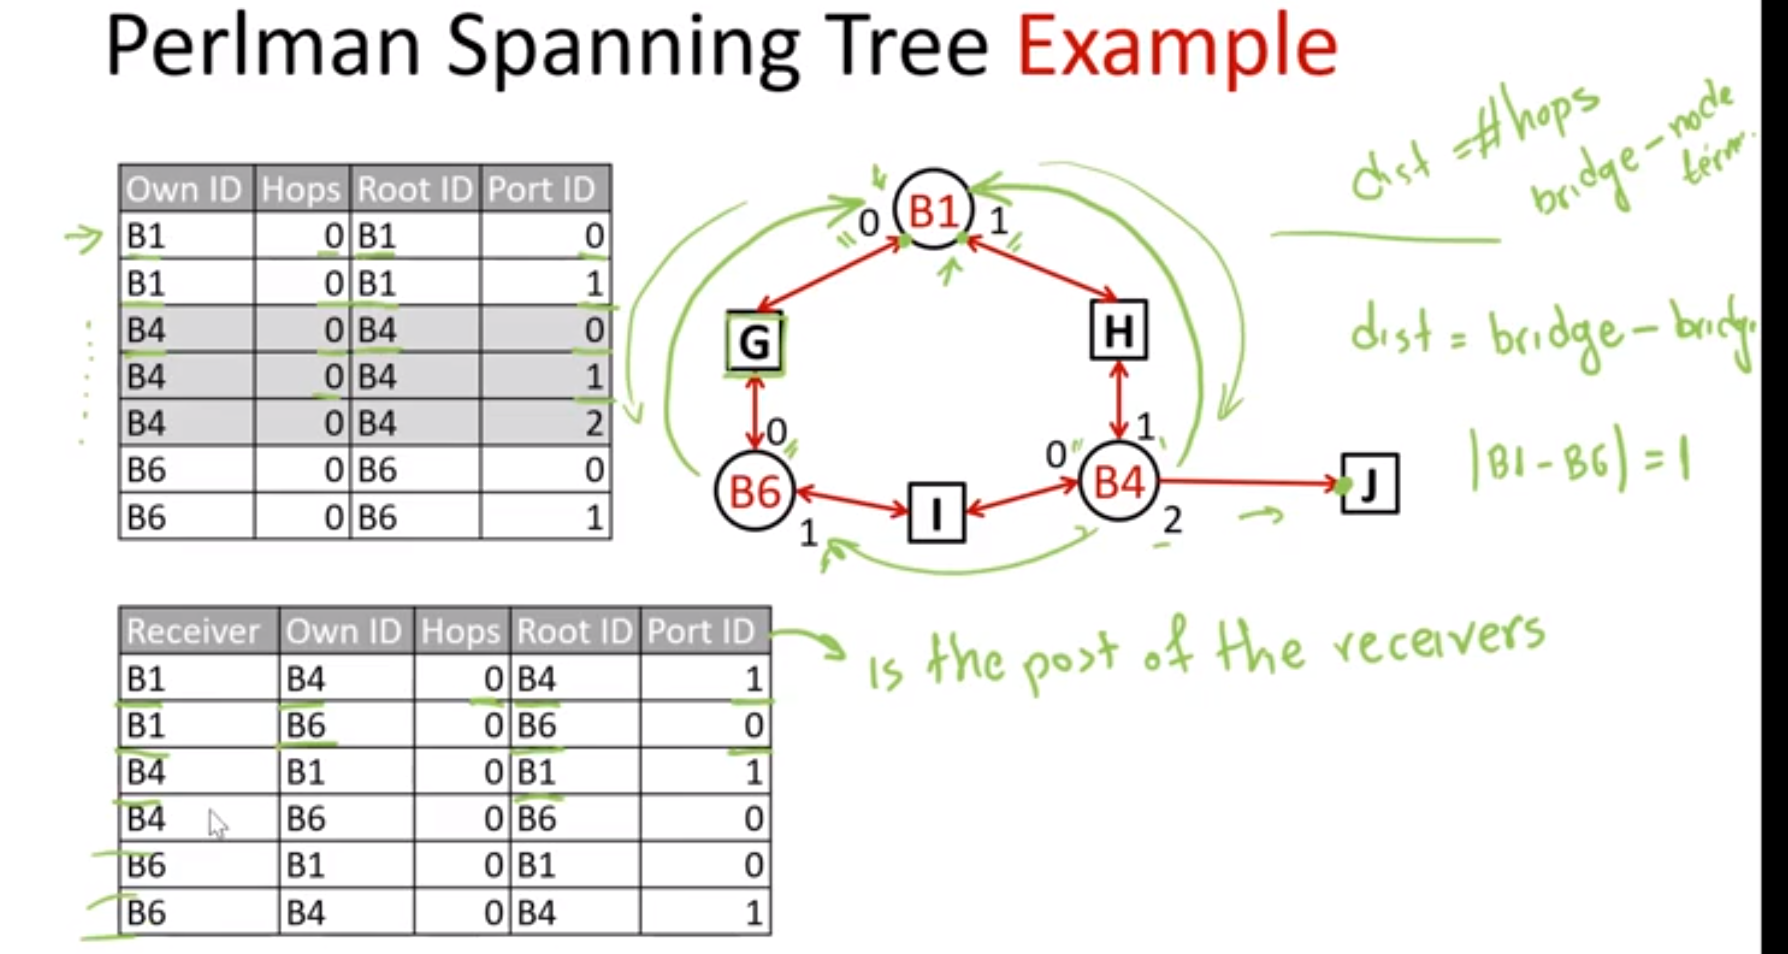 Perlman Spanning Tree Example
Own ID Hops Root ID Port ID
B1 0 B1 0
B1 0 B1 1
B4 0 B4 0
B4 0 B4 1
B4 0 B4 2
B6 0 B6 0
B6 0 B6 1
0 B1 1
G
H
0
0 1
B6 I B4 J
1 2
dist = #hops
bridge - node
term.
dist = bridge - bridg
|B1 - B6| = 1
Receiver Own ID Hops Root ID Port ID
B1 B4 0 B4 1
B1 B6 0 B6 0
B4 B1 0 B1 1
B4 B6 0 B6 0
B6 B1 0 B1 0
B6 B4 0 B4 1
is the post of the receivers